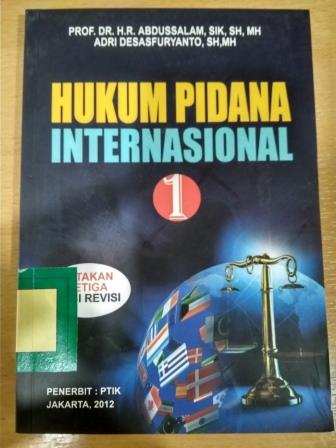 PROF. DR. H.R. ABDUSSALAM, SIK, SH, MH
ADRI DESASFURYANTO, SH,MH
HUKUM PIDANA
INTERNASIONAL
1
TAKAN
ETIGA
I REVISI
PENERBIT : PTIK
JAKARTA, 2012